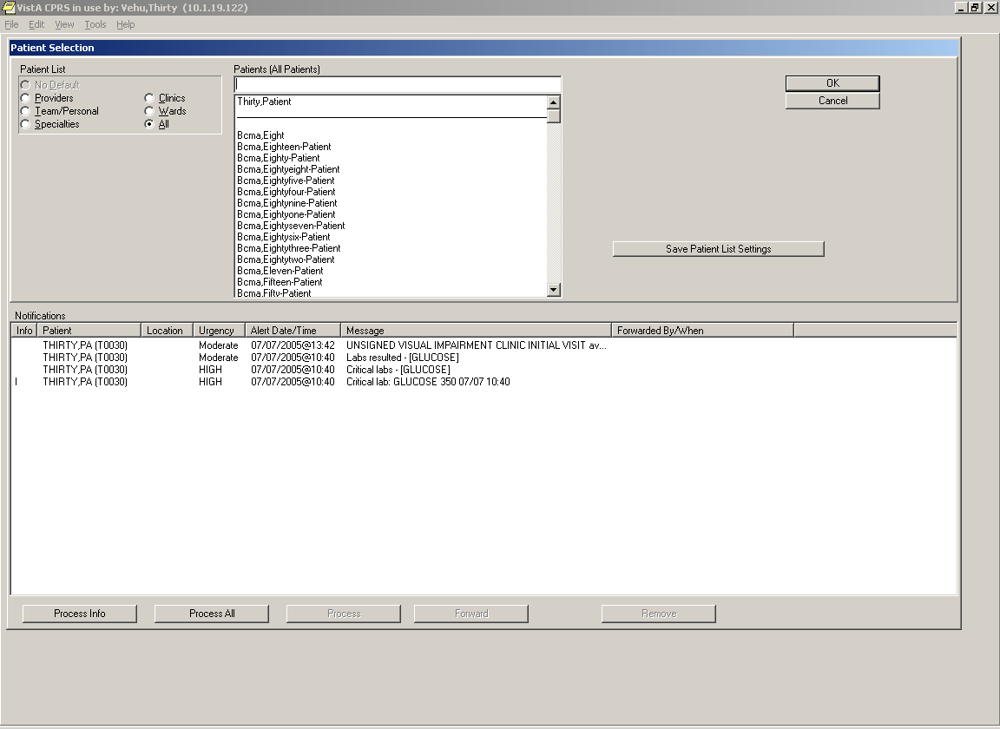 VistA CPRS in use by: Vehu,Thirty (10.1.19.122)
File Edit View Tools Help
Patient Selection
Patient List
No Default
Providers
Clinics
Team/Personal
Wards
Specialties
All
Patients (All Patients)
Thirty,Patient
Bcma,Eight
Bcma,Eighteen-Patient
Bcma,Eighty-Patient
Bcma,Eightyeight-Patient
Bcma,Eightyfive-Patient
Bcma,Eightyfour-Patient
Bcma,Eightynine-Patient
Bcma,Eightyone-Patient
Bcma,Eightyseven-Patient
Bcma,Eightysix-Patient
Bcma,Eightythree-Patient
Bcma,Eightytwo-Patient
Bcma,Eleven-Patient
Bcma,Fifteen-Patient
Bcma,Fifty-Patient
OK
Cancel
Save Patient List Settings
Notifications
Info Patient Location Urgency Alert Date/Time Message Forwarded By/When
THIRTY,PA (T0030) Moderate 07/07/2005@13:42 UNSIGNED VISUAL IMPAIRMENT CLINIC INITIAL VISIT av...
THIRTY,PA (T0030) Moderate 07/07/2005@10:40 Labs resulted - [GLUCOSE]
THIRTY,PA (T0030) HIGH 07/07/2005@10:40 Critical labs - [GLUCOSE]
I THIRTY,PA (T0030) HIGH 07/07/2005@10:40 Critical lab: GLUCOSE 350 07/07 10:40
Process Info Process All Process Forward Remove